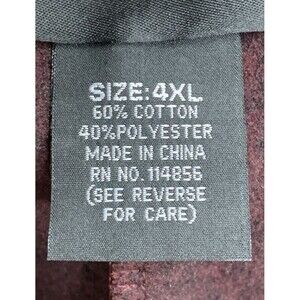 SIZE: 4XL
60% COTTON
40% POLYESTER
MADE IN CHINA
RN NO. 114856
(SEE REVERSE
FOR CARE)